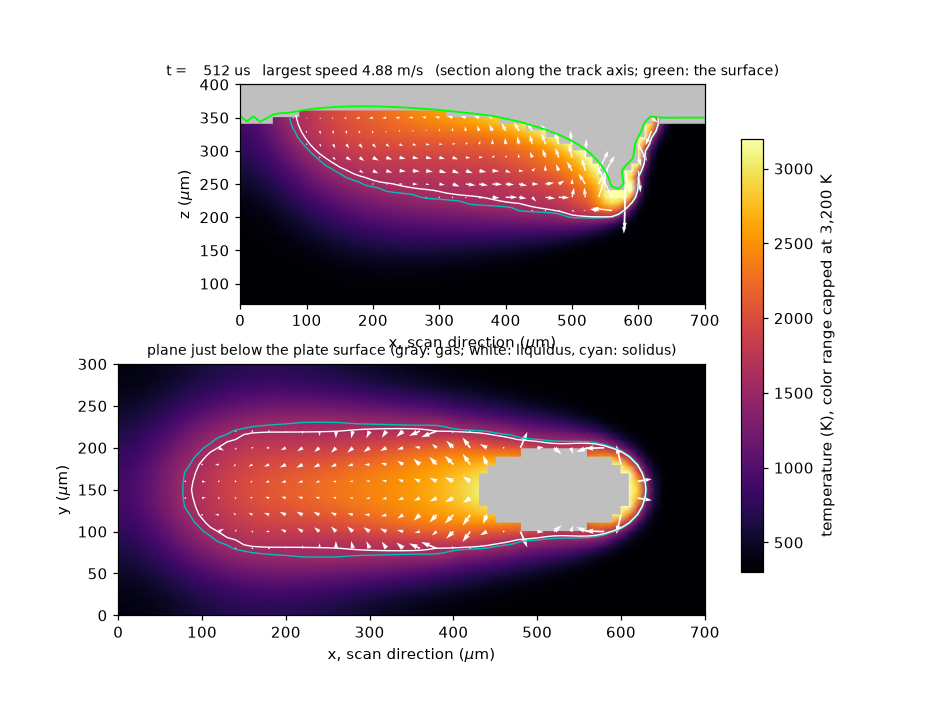 t =    512 us   largest speed 4.88 m/s   (section along the track axis; green: the surface)
400
350
300
250
200
150
100
z (μm)
0 100 200 300 400 500 600 700
x, scan direction (μm)
plane just below the plate surface (gray: gas; white: liquidus, cyan: solidus)
300
250
200
150
100
50
0
y (μm)
0 100 200 300 400 500 600 700
x, scan direction (μm)
3000
2500
2000
1500
1000
500
temperature (K), color range capped at 3,200 K